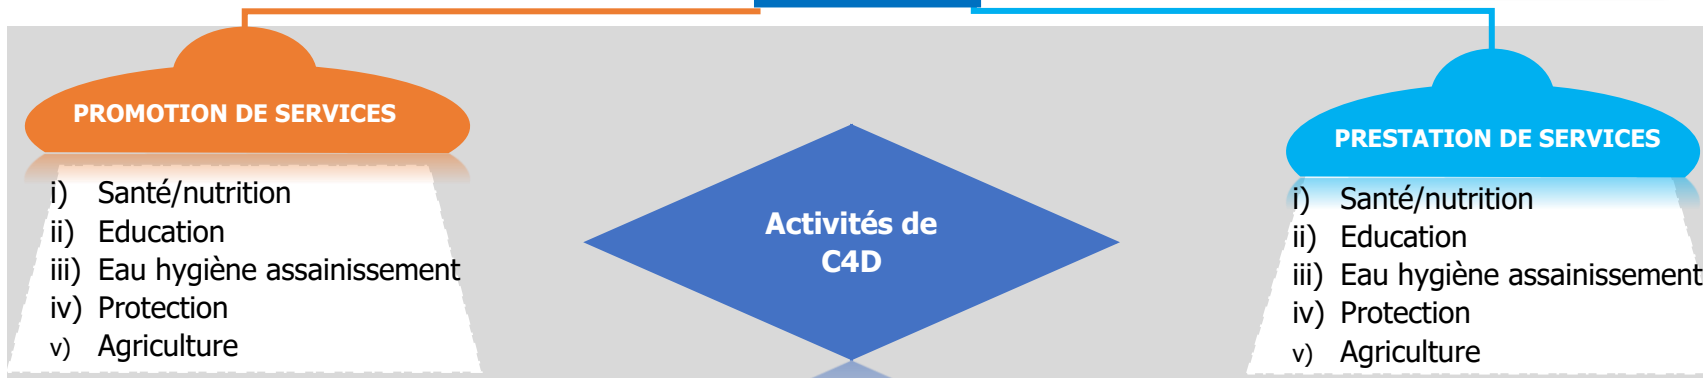 PROMOTION DE SERVICES
i) Santé/nutrition
ii) Education
iii) Eau hygiène assainissement
iv) Protection
v) Agriculture
Activités de
C4D
PRESTATION DE SERVICES
i) Santé/nutrition
ii) Education
iii) Eau hygiène assainissement
iv) Protection
v) Agriculture